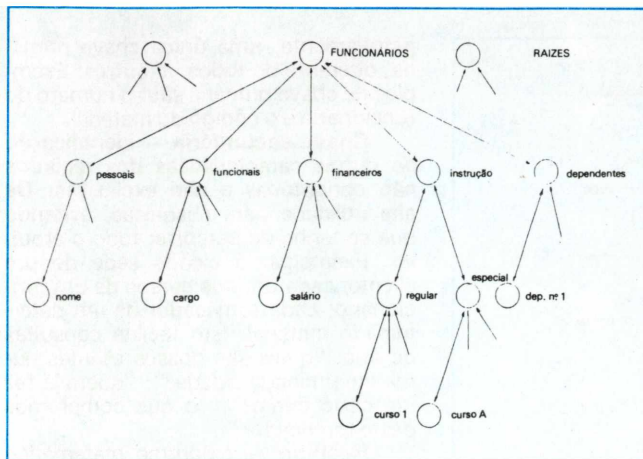 FUNCIONÁRIOS RAIZES
pessoais funcionais financeiros instrução dependentes
nome cargo salário regular especial dep. nº 1
curso 1 curso A